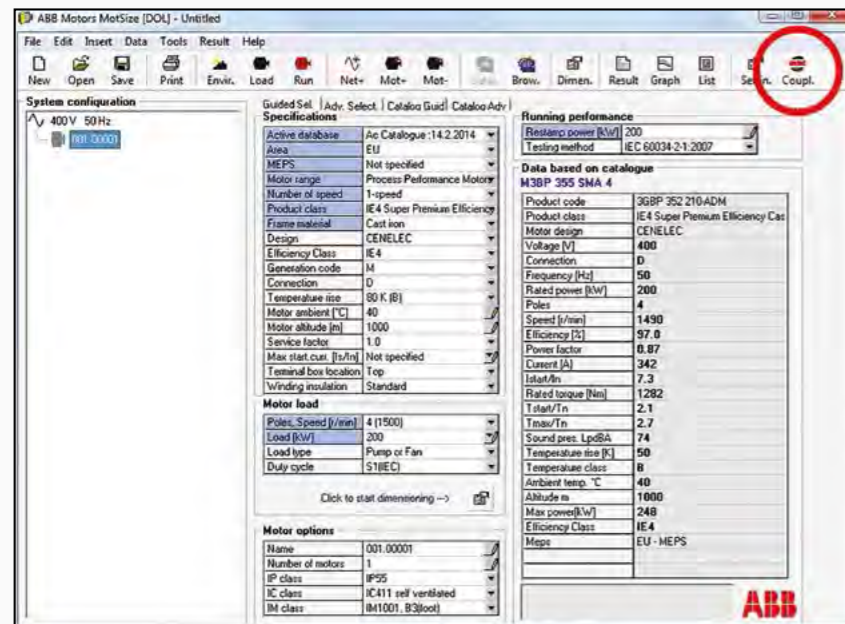 ABB Motors MotSize [DOL] - Untitled
File Edit Insert Data Tools Result Help
New Open Save Print Envir. Load Run Net+ Mot+ Mot- Brow. Dimen. Result Graph List Coupl.
System configuration
400 V 50 Hz
001.00001
Guided Sel. Adv. Select. Catalog Guid Catalog Adv
Specifications
Active database Ac Catalogue :14.2.2014
Area EU
MEPS Not specified
Motor range Process Performance Motors
Number of speed 1-speed
Product class IE4 Super Premium Efficiency
Frame material Cast iron
Design CENELEC
Efficiency Class IE4
Generation code M
Connection D
Temperature rise 80 K (B)
Motor ambient [°C] 40
Motor altitude [m] 1000
Service factor 1.0
Max start.curr. [Is/In] Not specified
Terminal box location Top
Winding insulation Standard
Motor load
Poles, Speed [r/min] 4 (1500)
Load [kW] 200
Load type Pump or Fan
Duty cycle S1(IEC)
Click to start dimensioning -->
Motor options
Name 001.00001
Number of motors 1
IP class IP55
IC class IC411 self ventilated
IM class IM1001, B3(foot)
Running performance
Restamp power [kW] 200
Testing method IEC 60034-2-1:2007
Data based on catalogue
M3BP 355 SMA 4
Product code 3GBP 352 210-ADM
Product class IE4 Super Premium Efficiency Cas
Motor design CENELEC
Voltage [V] 400
Connection D
Frequency [Hz] 50
Rated power [kW] 200
Poles 4
Speed [r/min] 1490
Efficiency [%] 97.0
Power factor 0.87
Current [A] 342
Istart/In 7.3
Rated torque [Nm] 1282
Tstart/Tn 2.1
Tmax/Tn 2.7
Sound pres. LpdBA 74
Temperature rise [K] 50
Temperature class B
Ambient temp. °C 40
Altitude m 1000
Max power[kW] 248
Efficiency Class IE4
Meps EU - MEPS
ABB